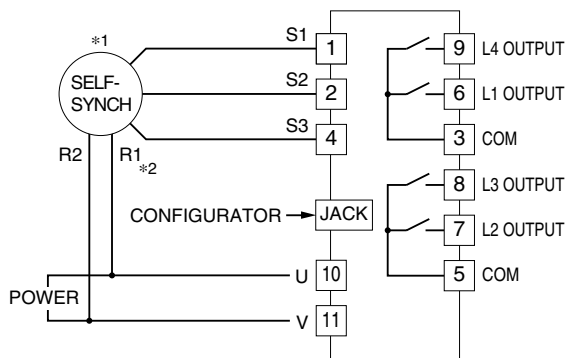 *1
S1 1 9 L4 OUTPUT
SELF-
SYNCH
S2 2 6 L1 OUTPUT
S3 4 3 COM
R2 R1
*2
8 L3 OUTPUT
CONFIGURATOR JACK
7 L2 OUTPUT
U 10 5 COM
POWER
V 11